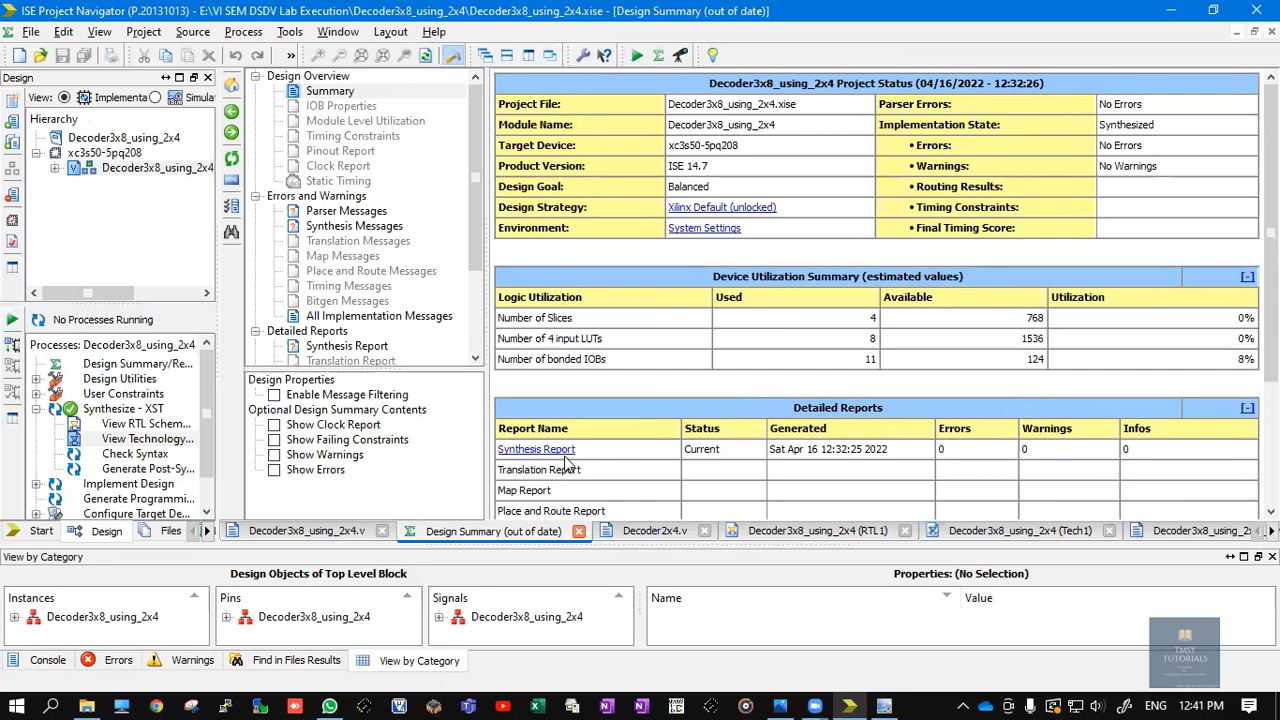 ISE Project Navigator (P.20131013) - E:\VI SEM DSDV Lab Execution\Decoder3x8_using_2x4\Decoder3x8_using_2x4.xise - [Design Summary (out of date)]
File Edit View Project Source Process Tools Window Layout Help
Design
View: Implementa Simula
Hierarchy
Decoder3x8_using_2x4
xc3s50-5pq208
Decoder3x8_using_2x4
No Processes Running
Processes: Decoder3x8_using_2x4
Design Summary/Re...
Design Utilities
User Constraints
Synthesize - XST
View RTL Schem...
View Technology...
Check Syntax
Generate Post-Sy...
Implement Design
Generate Programmin...
Configure Target De...
Start Design Files
Design Overview
Summary
IOB Properties
Module Level Utilization
Timing Constraints
Pinout Report
Clock Report
Static Timing
Errors and Warnings
Parser Messages
Synthesis Messages
Translation Messages
Map Messages
Place and Route Messages
Timing Messages
Bitgen Messages
All Implementation Messages
Detailed Reports
Synthesis Report
Translation Report
Design Properties
Enable Message Filtering
Optional Design Summary Contents
Show Clock Report
Show Failing Constraints
Show Warnings
Show Errors
Decoder3x8_using_2x4 Project Status (04/16/2022 - 12:32:26)
Project File: Decoder3x8_using_2x4.xise Parser Errors: No Errors
Module Name: Decoder3x8_using_2x4 Implementation State: Synthesized
Target Device: xc3s50-5pq208 • Errors: No Errors
Product Version: ISE 14.7 • Warnings: No Warnings
Design Goal: Balanced • Routing Results:
Design Strategy: Xilinx Default (unlocked) • Timing Constraints:
Environment: System Settings • Final Timing Score:
Device Utilization Summary (estimated values) [-]
Logic Utilization Used Available Utilization
Number of Slices 4 768 0%
Number of 4 input LUTs 8 1536 0%
Number of bonded IOBs 11 124 8%
Detailed Reports [-]
Report Name Status Generated Errors Warnings Infos
Synthesis Report Current Sat Apr 16 12:32:25 2022 0 0 0
Translation Report
Map Report
Place and Route Report
Decoder3x8_using_2x4.v Design Summary (out of date) Decoder2x4.v Decoder3x8_using_2x4 (RTL1) Decoder3x8_using_2x4 (Tech1) Decoder3x8_using_2
View by Category
Design Objects of Top Level Block Properties: (No Selection)
Instances Pins Signals Name Value
Decoder3x8_using_2x4 Decoder3x8_using_2x4 Decoder3x8_using_2x4
Console Errors Warnings Find in Files Results View by Category
TMSY
TUTORIALS
ENG 12:41 PM